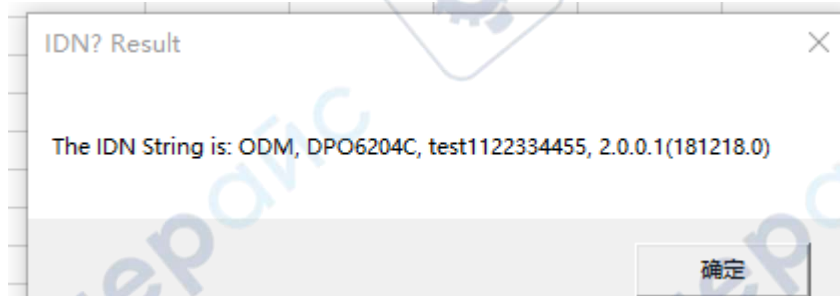 IDN? Result
The IDN String is: ODM, DPO6204C, test1122334455, 2.0.0.1(181218.0)
确定